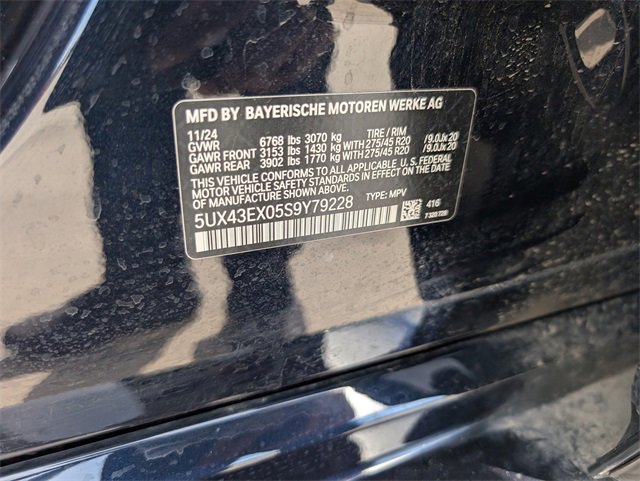 MFD BY BAYERISCHE MOTOREN WERKE AG
11/24 TIRE / RIM
GVWR 6768 lbs 3070 kg
GAWR FRONT 3153 lbs 1430 kg WITH 275/45 R20 /9.0Jx20
GAWR REAR 3902 lbs 1770 kg WITH 275/45 R20 /9.0Jx20
THIS VEHICLE CONFORMS TO ALL APPLICABLE U. S. FEDERAL
MOTOR VEHICLE SAFETY STANDARDS IN EFFECT ON THE DATE
OF MANUFACTURE SHOWN ABOVE.
5UX43EX05S9Y79228 TYPE: MPV
416
7 320 728